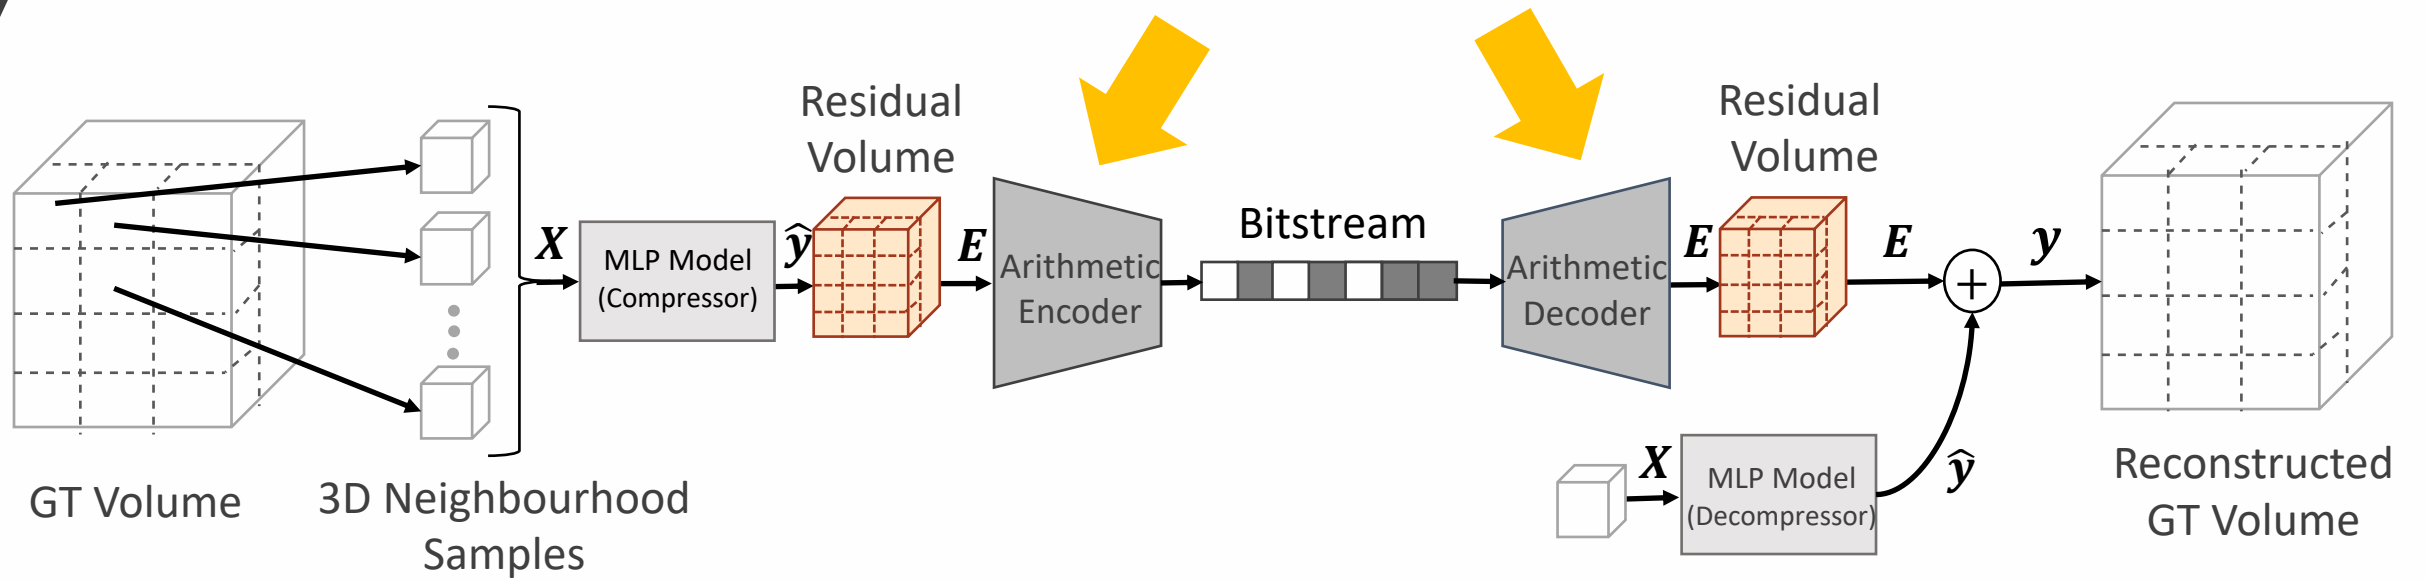 GT Volume
3D Neighbourhood
Samples
X
MLP Model
(Compressor)
ŷ
Residual
Volume
E
Arithmetic
Encoder
Bitstream
Arithmetic
Decoder
E
Residual
Volume
E
+
y
X
MLP Model
(Decompressor)
ŷ
Reconstructed
GT Volume